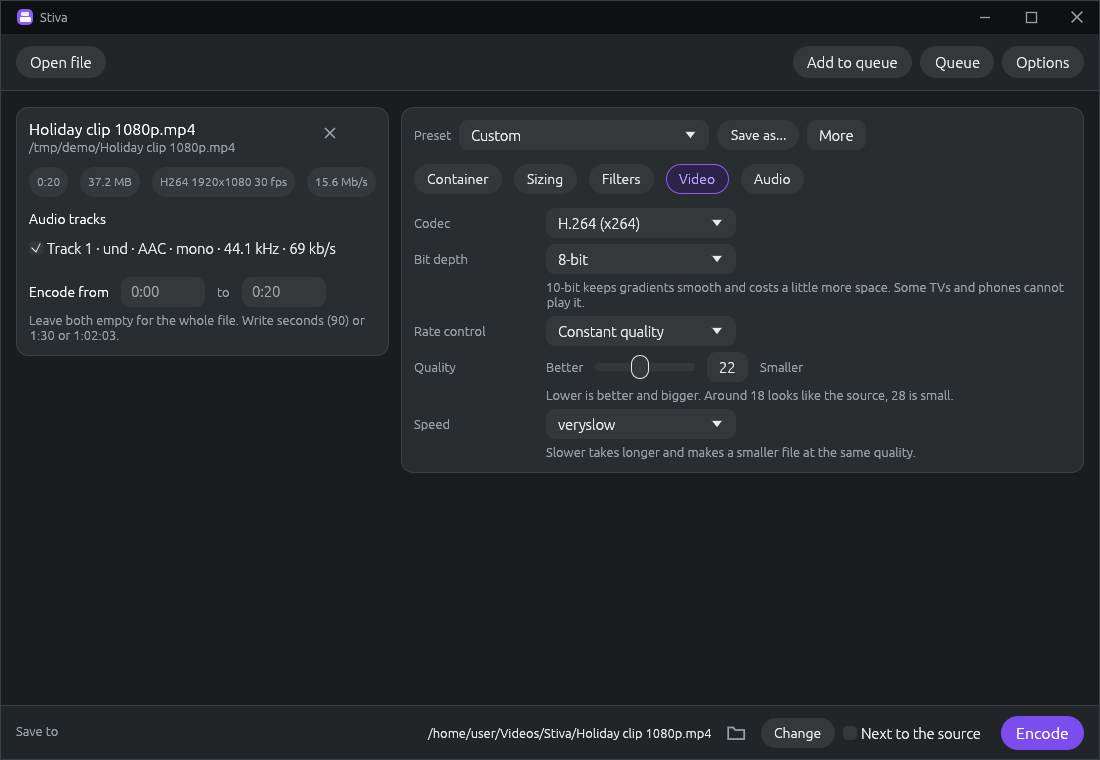 Stiva
Open file
Add to queue
Queue
Options
Holiday clip 1080p.mp4
/tmp/demo/Holiday clip 1080p.mp4
0:20
37.2 MB
H264 1920x1080 30 fps
15.6 Mb/s
Audio tracks
Track 1 · und · AAC · mono · 44.1 kHz · 69 kb/s
Encode from 0:00 to 0:20
Leave both empty for the whole file. Write seconds (90) or
1:30 or 1:02:03.
Preset Custom Save as... More
Container Sizing Filters Video Audio
Codec H.264 (x264)
Bit depth 8-bit
10-bit keeps gradients smooth and costs a little more space. Some TVs and phones cannot
play it.
Rate control Constant quality
Quality Better 22 Smaller
Lower is better and bigger. Around 18 looks like the source, 28 is small.
Speed veryslow
Slower takes longer and makes a smaller file at the same quality.
Save to /home/user/Videos/Stiva/Holiday clip 1080p.mp4 Change Next to the source Encode